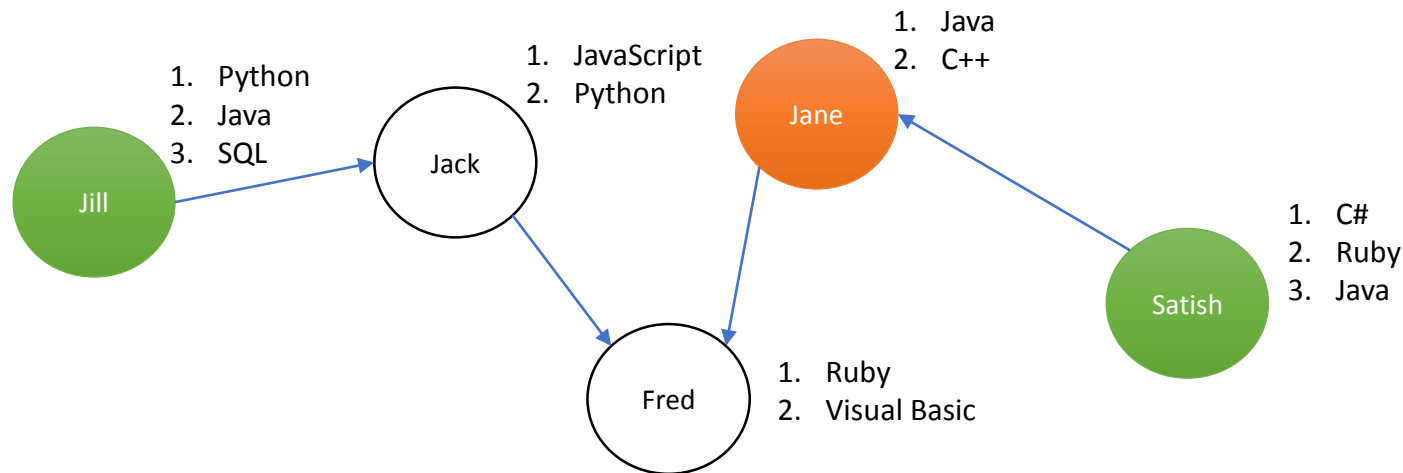 Jill
1. Python
2. Java
3. SQL
Jack
1. JavaScript
2. Python
Jane
1. Java
2. C++
Satish
1. C#
2. Ruby
3. Java
Fred
1. Ruby
2. Visual Basic